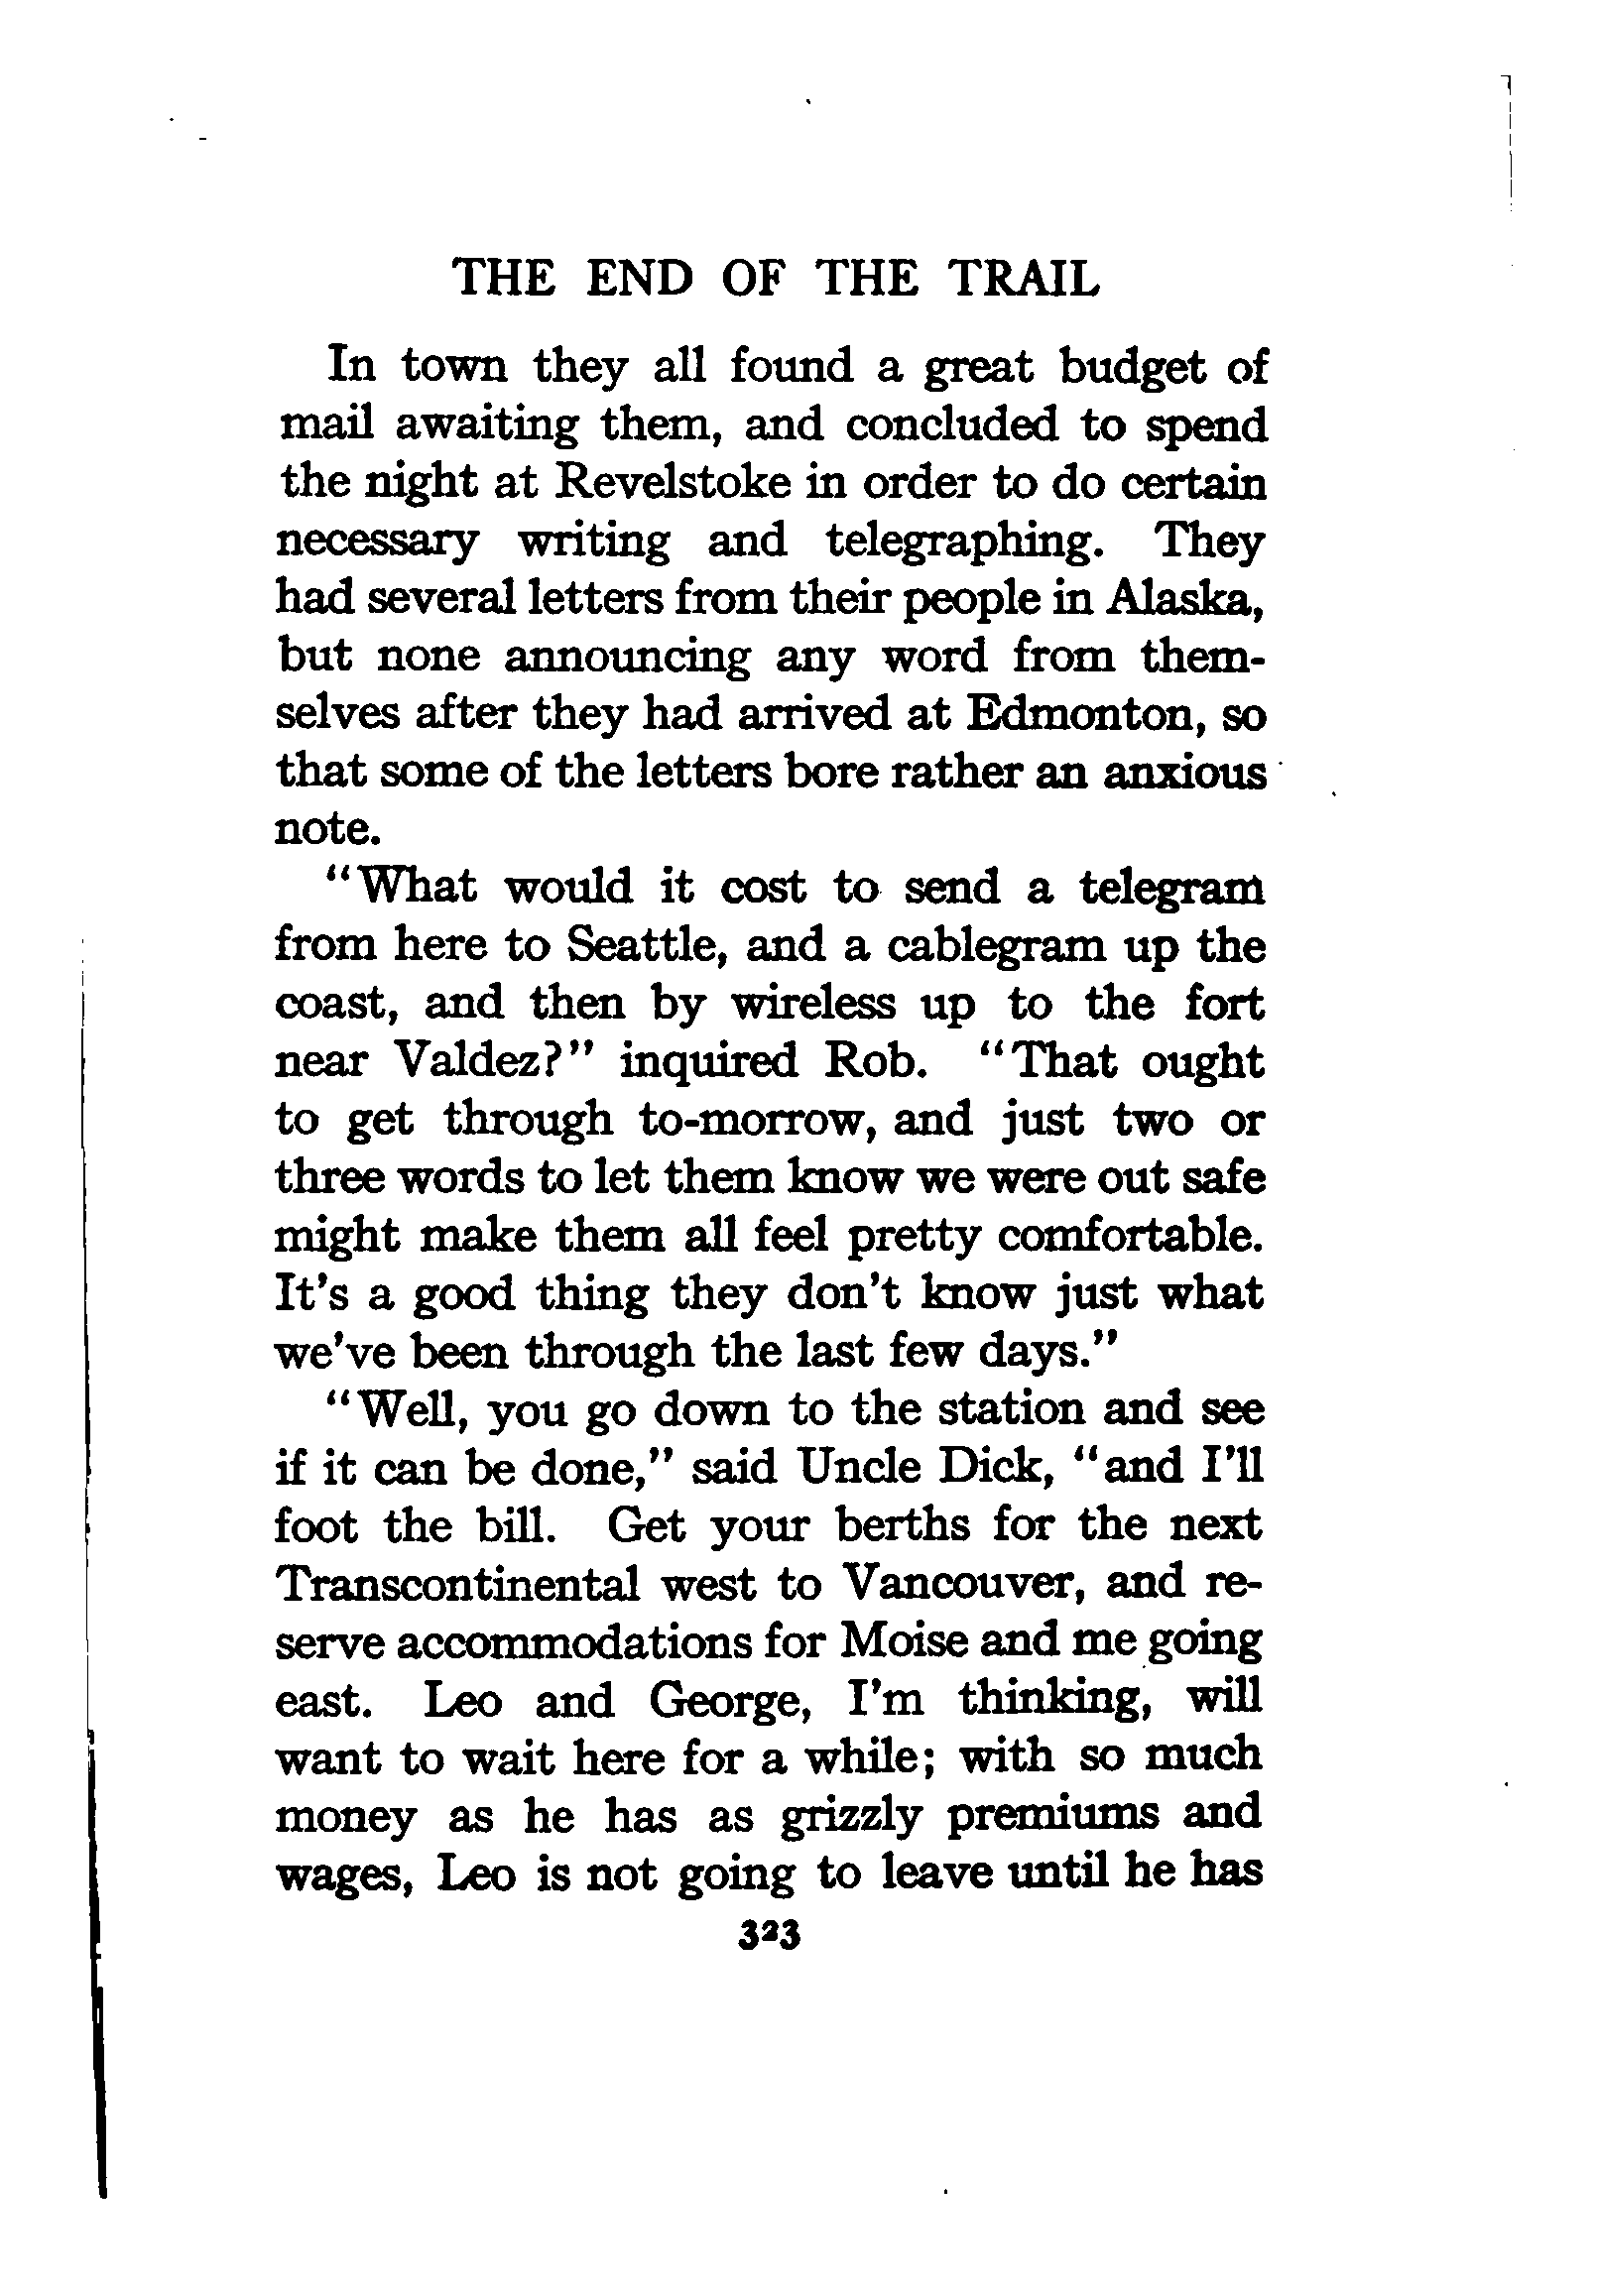 THE END OF THE TRAIL
In town they all found a great budget of
mail awaiting them, and concluded to spend
the night at Revelstoke in order to do certain
necessary writing and telegraphing. They
had several letters from their people in Alaska,
but none announcing any word from them-
selves after they had arrived at Edmonton, so
that some of the letters bore rather an anxious
note.
"What would it cost to send a telegram
from here to Seattle, and a cablegram up the
coast, and then by wireless up to the fort
near Valdez?" inquired Rob. "That ought
to get through to-morrow, and just two or
three words to let them know we were out safe
might make them all feel pretty comfortable.
It's a good thing they don't know just what
we've been through the last few days."
"Well, you go down to the station and see
if it can be done," said Uncle Dick, "and I'll
foot the bill. Get your berths for the next
Transcontinental west to Vancouver, and re-
serve accommodations for Moise and me going
east. Leo and George, I'm thinking, will
want to wait here for a while; with so much
money as he has as grizzly premiums and
wages, Leo is not going to leave until he has
323